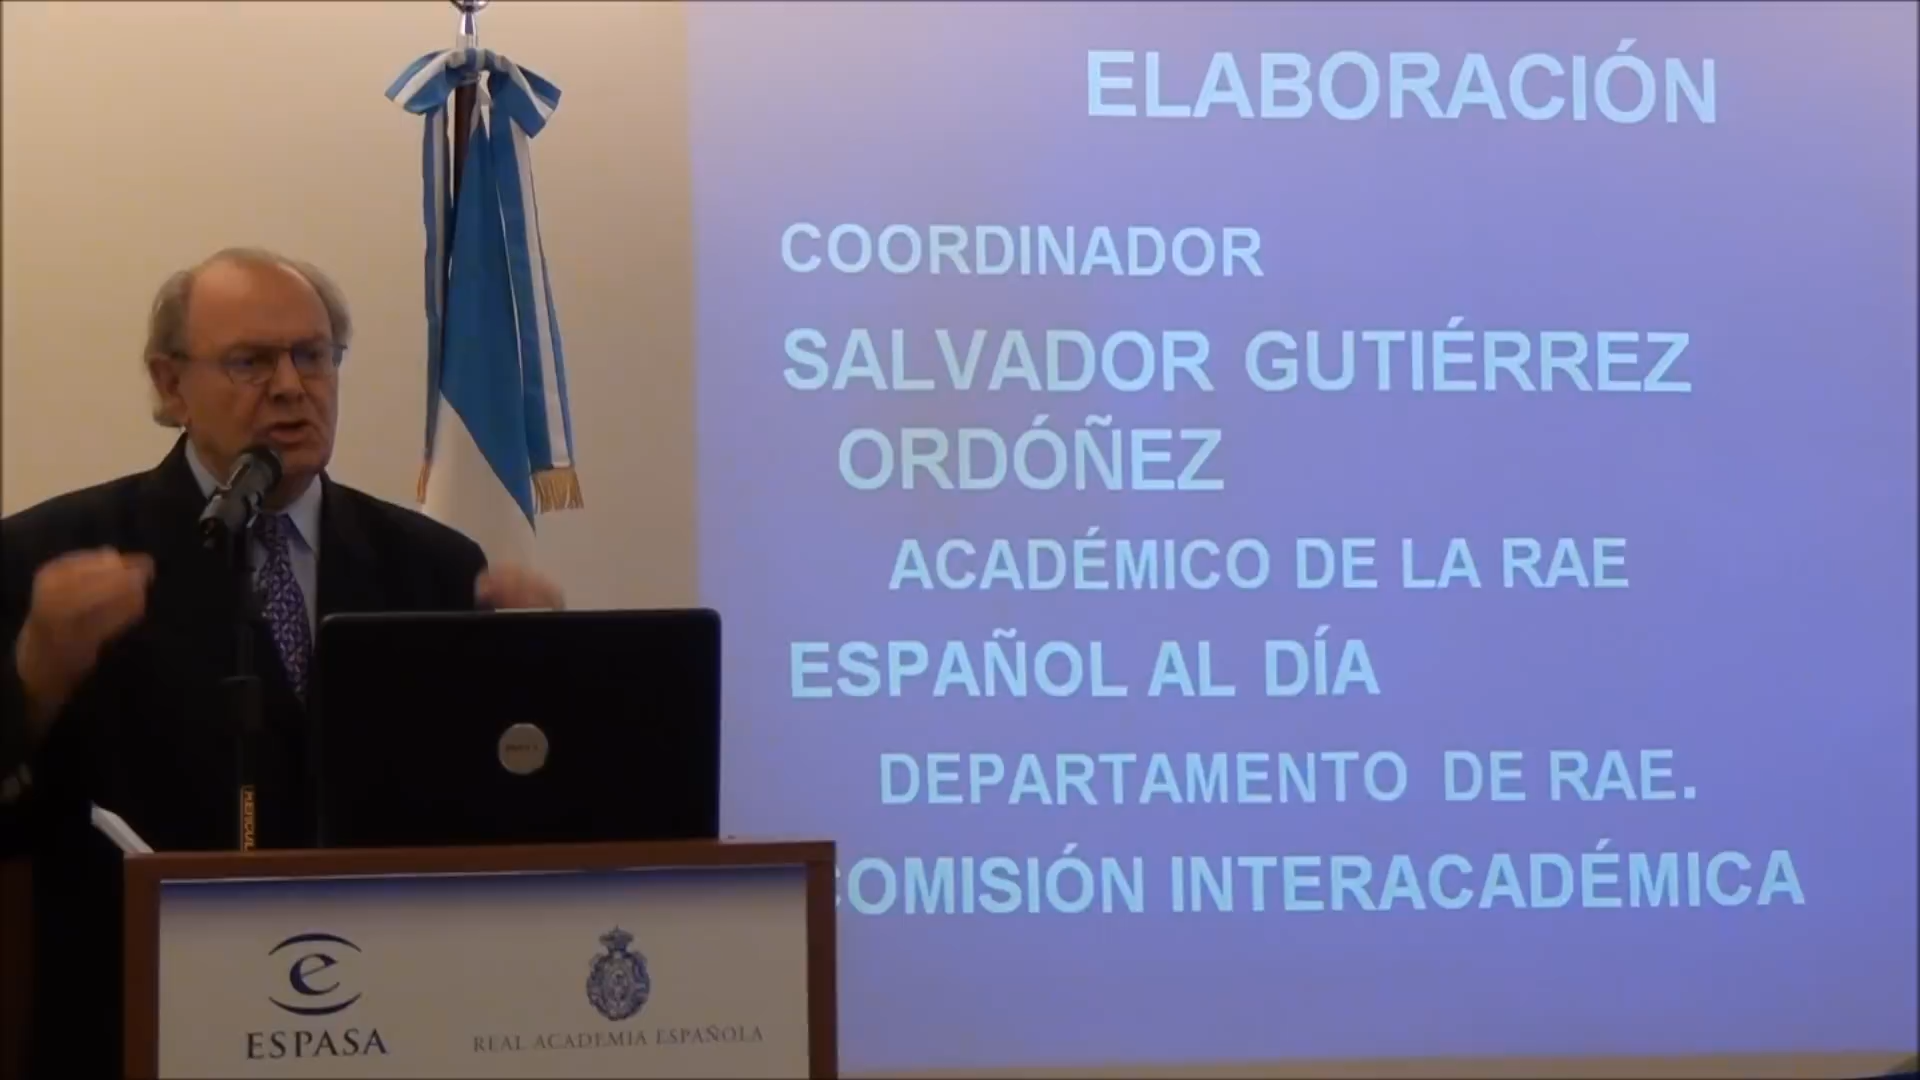 ELABORACIÓN
COORDINADOR
SALVADOR GUTIÉRREZ
ORDÓÑEZ
ACADÉMICO DE LA RAE
ESPAÑOL AL DÍA
DEPARTAMENTO DE RAE.
COMISIÓN INTERACADÉMICA
e
ESPASA
REAL ACADEMIA ESPAÑOLA